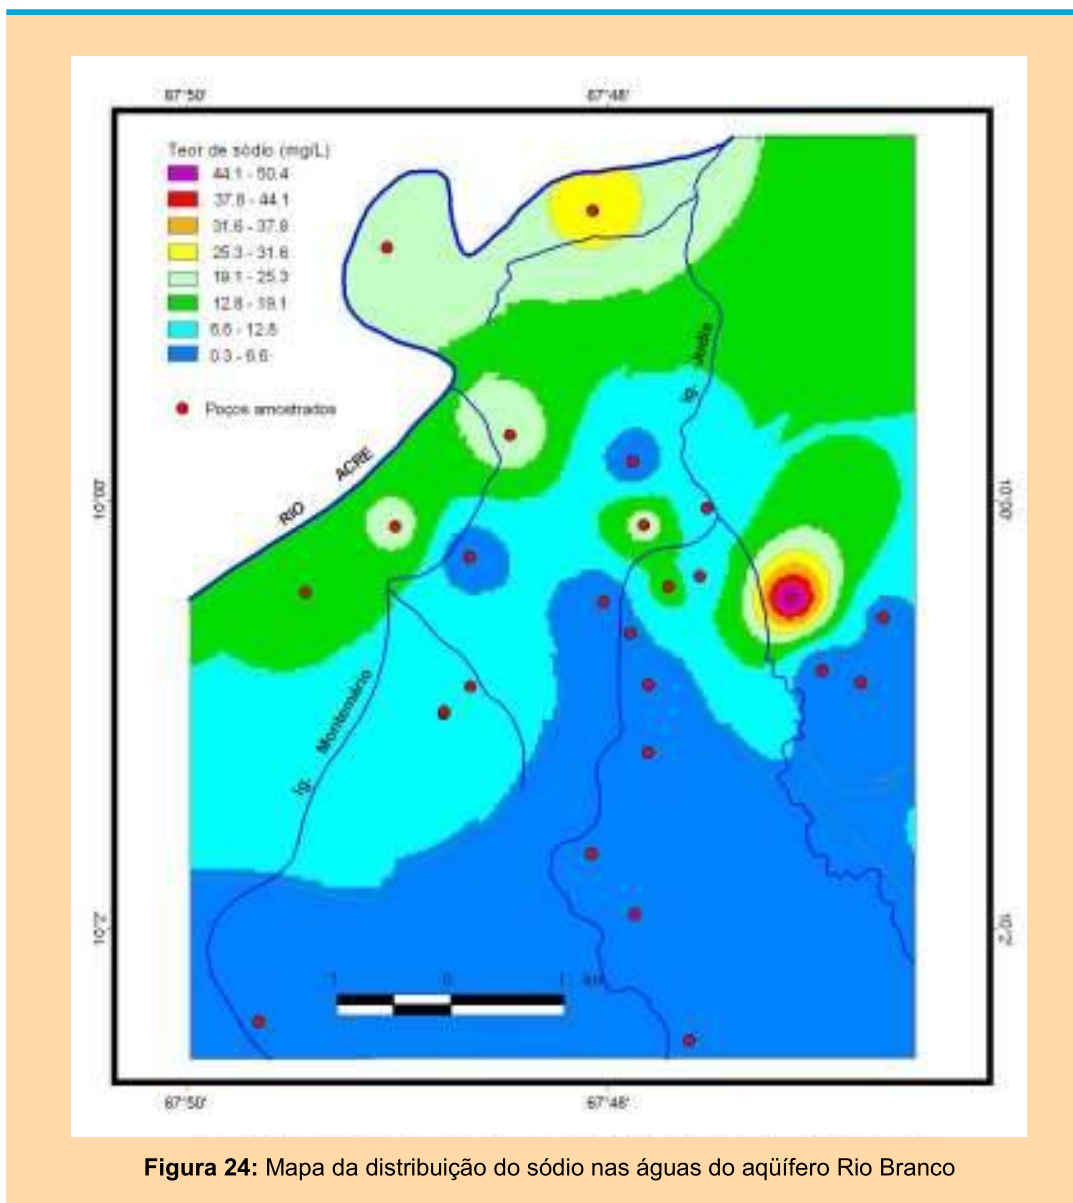 67°50' 67°48'
Teor de sódio (mg/L)
44.1 - 50.4
37.8 - 44.1
31.6 - 37.8
25.3 - 31.6
19.1 - 25.3
12.8 - 19.1
6.6 - 12.8
0.3 - 6.6
Poços amostrados
Ig. Judia
RIO ACRE
10°00' 10°00'
Ig. Montemário
10°2' 10°2'
1 0 1 km
67°50' 67°48'
Figura 24: Mapa da distribuição do sódio nas águas do aqüífero Rio Branco